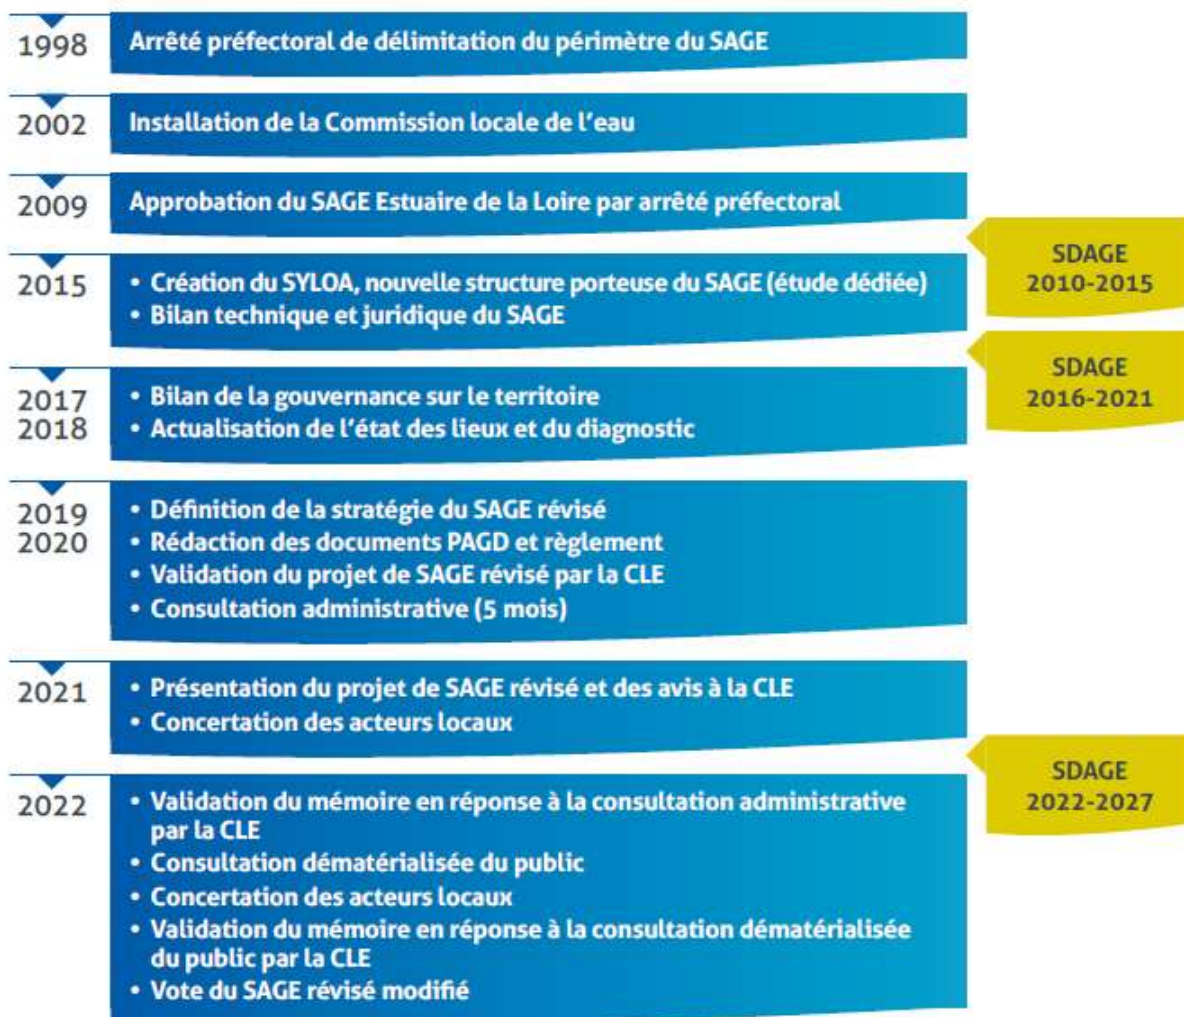 1998
Arrêté préfectoral de délimitation du périmètre du SAGE
2002
Installation de la Commission locale de l'eau
2009
Approbation du SAGE Estuaire de la Loire par arrêté préfectoral
SDAGE
2010-2015
2015
• Création du SYLOA, nouvelle structure porteuse du SAGE (étude dédiée)
• Bilan technique et juridique du SAGE
SDAGE
2016-2021
2017
2018
• Bilan de la gouvernance sur le territoire
• Actualisation de l'état des lieux et du diagnostic
2019
2020
• Définition de la stratégie du SAGE révisé
• Rédaction des documents PAGD et règlement
• Validation du projet de SAGE révisé par la CLE
• Consultation administrative (5 mois)
2021
• Présentation du projet de SAGE révisé et des avis à la CLE
• Concertation des acteurs locaux
SDAGE
2022-2027
2022
• Validation du mémoire en réponse à la consultation administrative
par la CLE
• Consultation dématérialisée du public
• Concertation des acteurs locaux
• Validation du mémoire en réponse à la consultation dématérialisée
du public par la CLE
• Vote du SAGE révisé modifié